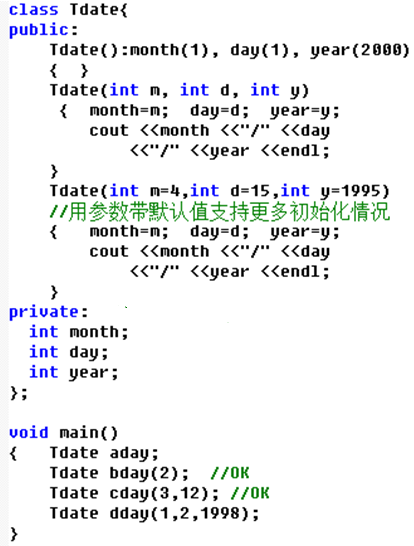 class Tdate{
public:
    Tdate():month(1), day(1), year(2000)
    {  }
    Tdate(int m, int d, int y)
     {  month=m;  day=d;  year=y;
        cout <<month <<"/" <<day
            <<"/" <<year <<endl;
    }
    Tdate(int m=4,int d=15,int y=1995)
    //用参数带默认值支持更多初始化情况
    {   month=m;  day=d;  year=y;
        cout <<month <<"/" <<day
            <<"/" <<year <<endl;
    }
private:
  int month;
  int day;
  int year;
};

void main()
{   Tdate aday;
    Tdate bday(2);  //OK
    Tdate cday(3,12); //OK
    Tdate dday(1,2,1998);
}